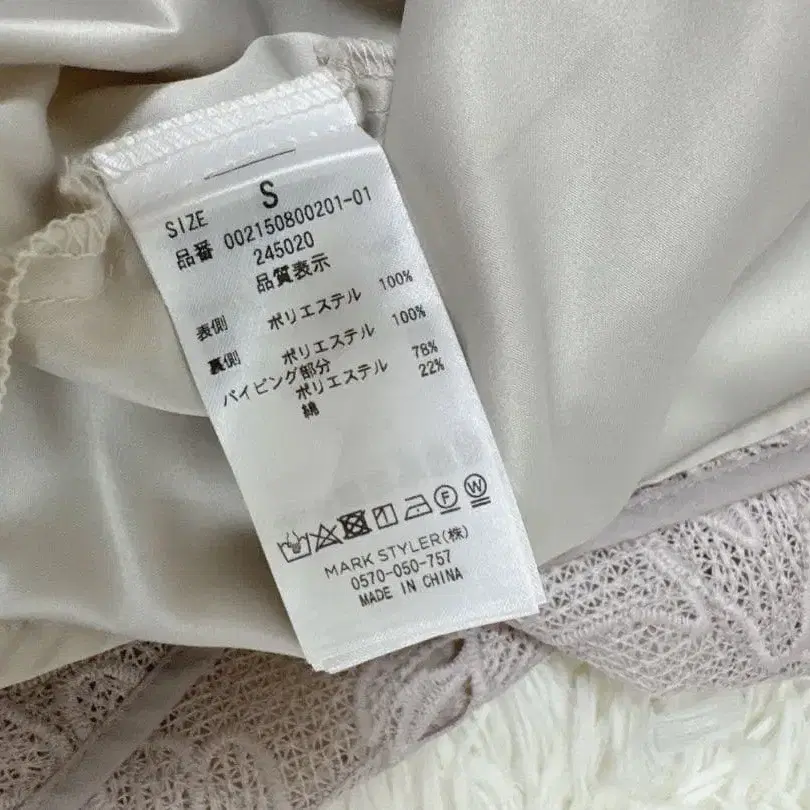 SIZE S
品番 002150800201-01
245020
品質表示
表側 ポリエステル 100%
裏側 ポリエステル 100%
パイピング部分
ポリエステル 78%
綿 22%
F W
MARK STYLER(株)
0570-050-757
MADE IN CHINA